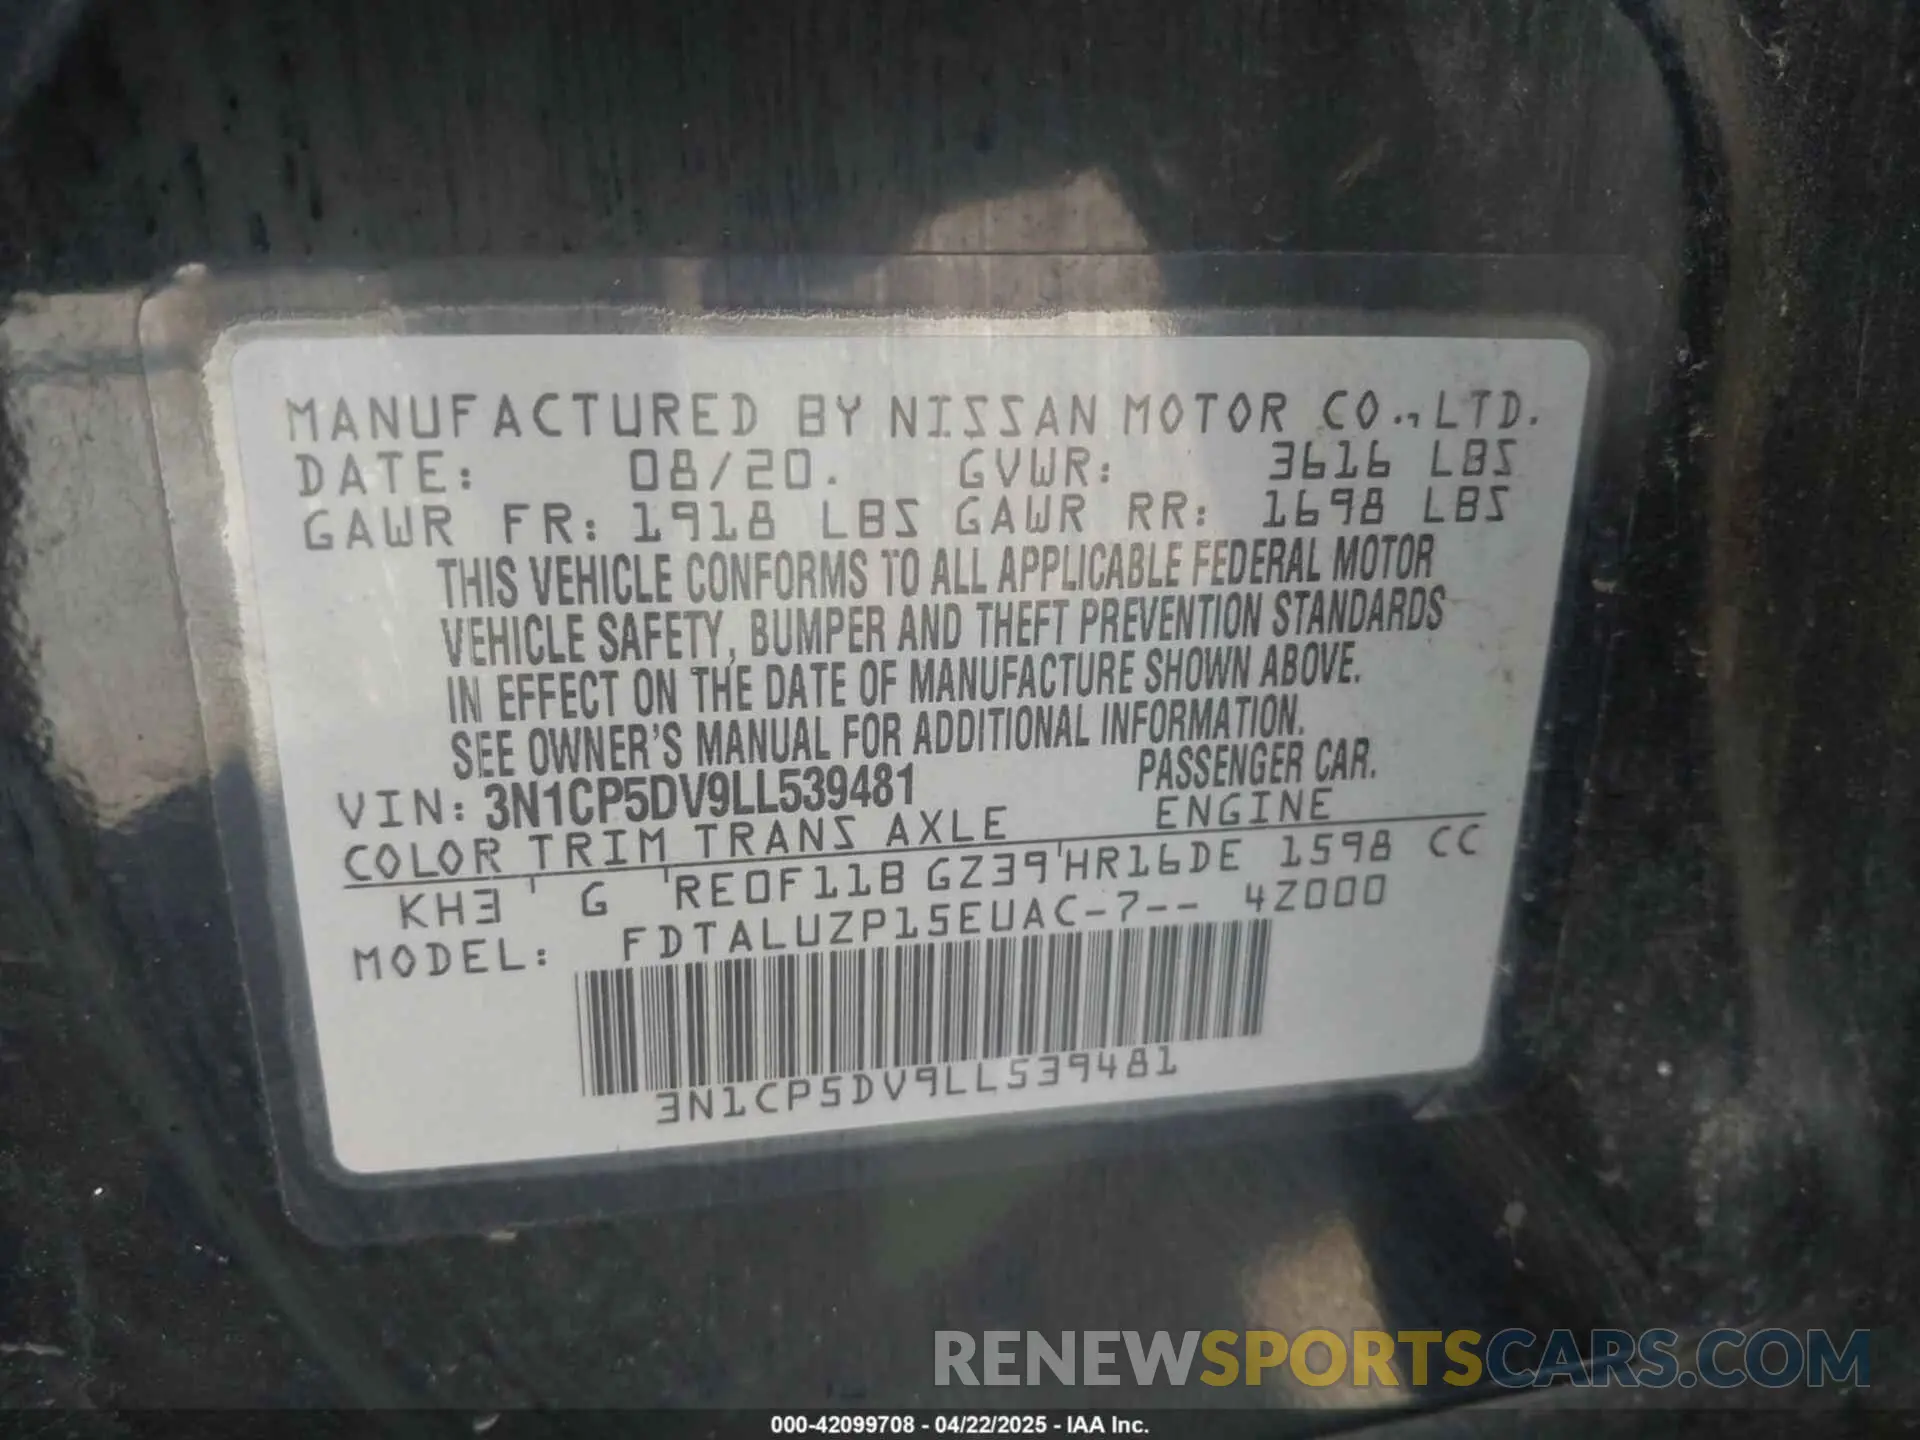 MANUFACTURED BY NISSAN MOTOR CO., LTD.
DATE: 08/20. GVWR: 3616 LBS
GAWR FR: 1918 LBS GAWR RR: 1698 LBS
THIS VEHICLE CONFORMS TO ALL APPLICABLE FEDERAL MOTOR
VEHICLE SAFETY, BUMPER AND THEFT PREVENTION STANDARDS
IN EFFECT ON THE DATE OF MANUFACTURE SHOWN ABOVE.
SEE OWNER'S MANUAL FOR ADDITIONAL INFORMATION.
VIN: 3N1CP5DV9LL539481 PASSENGER CAR.
COLOR TRIM TRANS AXLE ENGINE
KH3 ' G 'RE0F11B GZ39'HR16DE 1598 CC
MODEL: FDTALUZP15EUAC-7-- 4Z000
3N1CP5DV9LL539481
RENEWSPORTSCARS.COM
000-42099708 - 04/22/2025 - IAA Inc.